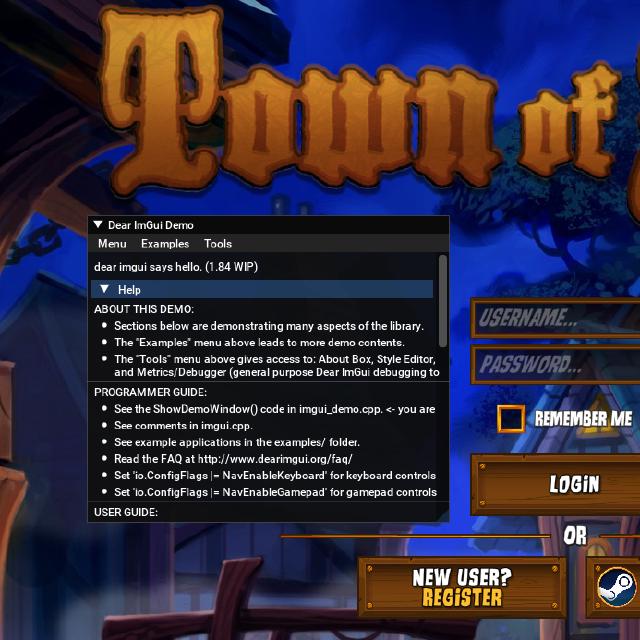 Town of
Dear ImGui Demo
Menu Examples Tools
dear imgui says hello. (1.84 WIP)
Help
ABOUT THIS DEMO:
Sections below are demonstrating many aspects of the library.
The "Examples" menu above leads to more demo contents.
The "Tools" menu above gives access to: About Box, Style Editor,
and Metrics/Debugger (general purpose Dear ImGui debugging to
PROGRAMMER GUIDE:
See the ShowDemoWindow() code in imgui_demo.cpp. <- you are
See comments in imgui.cpp.
See example applications in the examples/ folder.
Read the FAQ at http://www.dearimgui.org/faq/
Set 'io.ConfigFlags |= NavEnableKeyboard' for keyboard controls
Set 'io.ConfigFlags |= NavEnableGamepad' for gamepad controls
USER GUIDE:
USERNAME...
PASSWORD...
REMEMBER ME
LOGIN
OR
NEW USER?
REGISTER